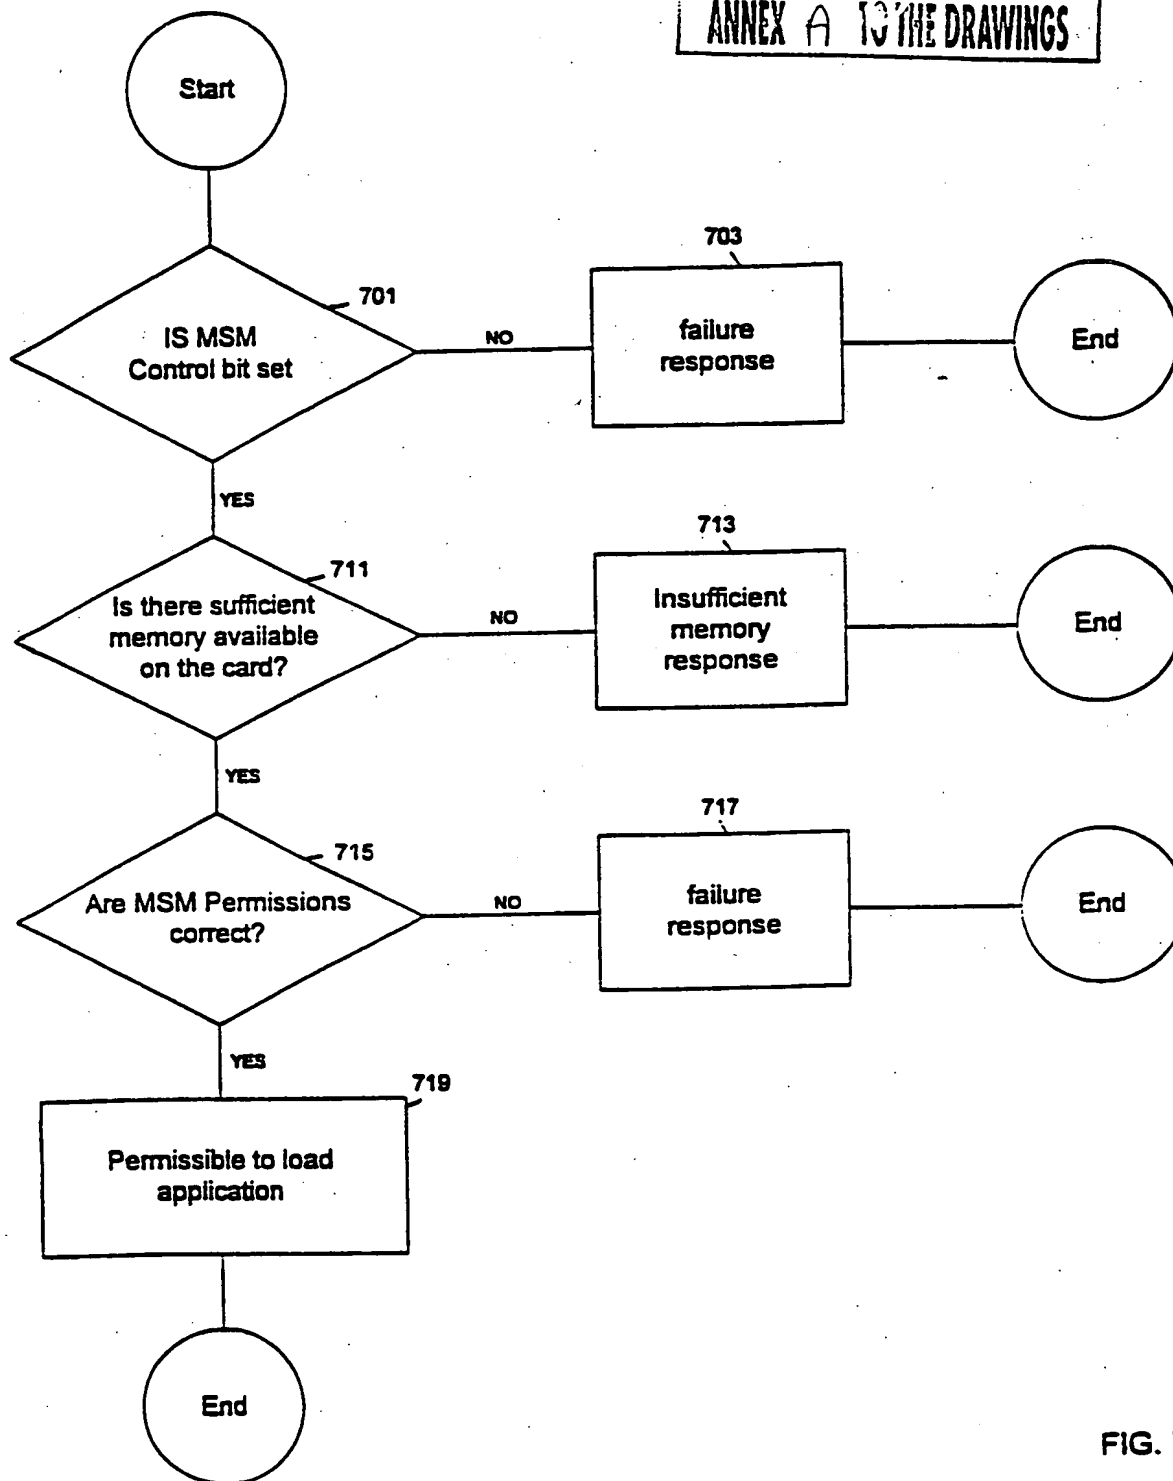 ANNEX A TO THE DRAWINGS
Start
701
IS MSM
Control bit set
NO
703
failure
response
End
YES
711
Is there sufficient
memory available
on the card?
NO
713
Insufficient
memory
response
End
YES
715
Are MSM Permissions
correct?
NO
717
failure
response
End
YES
719
Permissible to load
application
End
FIG.